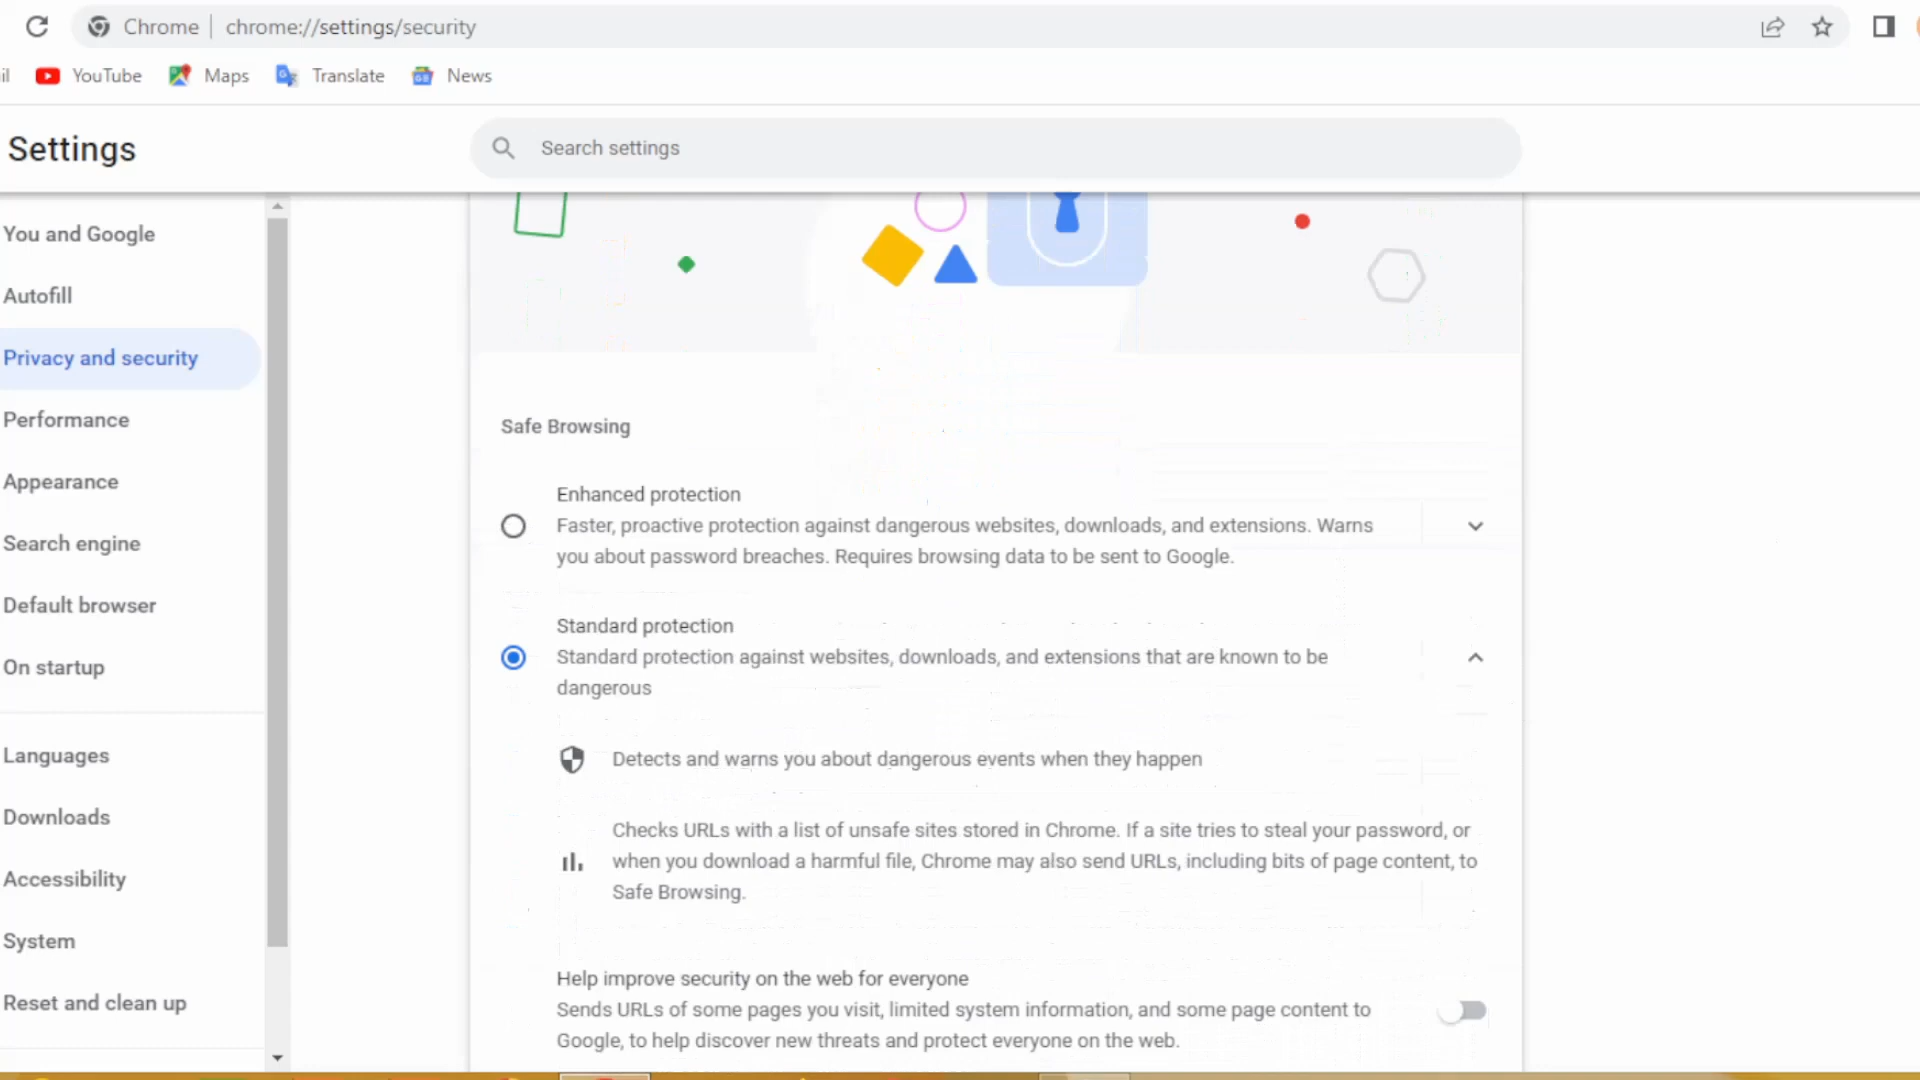 Chrome chrome://settings/security
YouTube Maps Translate News
Settings
Search settings
You and Google
Autofill
Privacy and security
Performance
Appearance
Search engine
Default browser
On startup
Languages
Downloads
Accessibility
System
Reset and clean up
Safe Browsing
Enhanced protection
Faster, proactive protection against dangerous websites, downloads, and extensions. Warns
you about password breaches. Requires browsing data to be sent to Google.
Standard protection
Standard protection against websites, downloads, and extensions that are known to be
dangerous
Detects and warns you about dangerous events when they happen
Checks URLs with a list of unsafe sites stored in Chrome. If a site tries to steal your password, or
when you download a harmful file, Chrome may also send URLs, including bits of page content, to
Safe Browsing.
Help improve security on the web for everyone
Sends URLs of some pages you visit, limited system information, and some page content to
Google, to help discover new threats and protect everyone on the web.